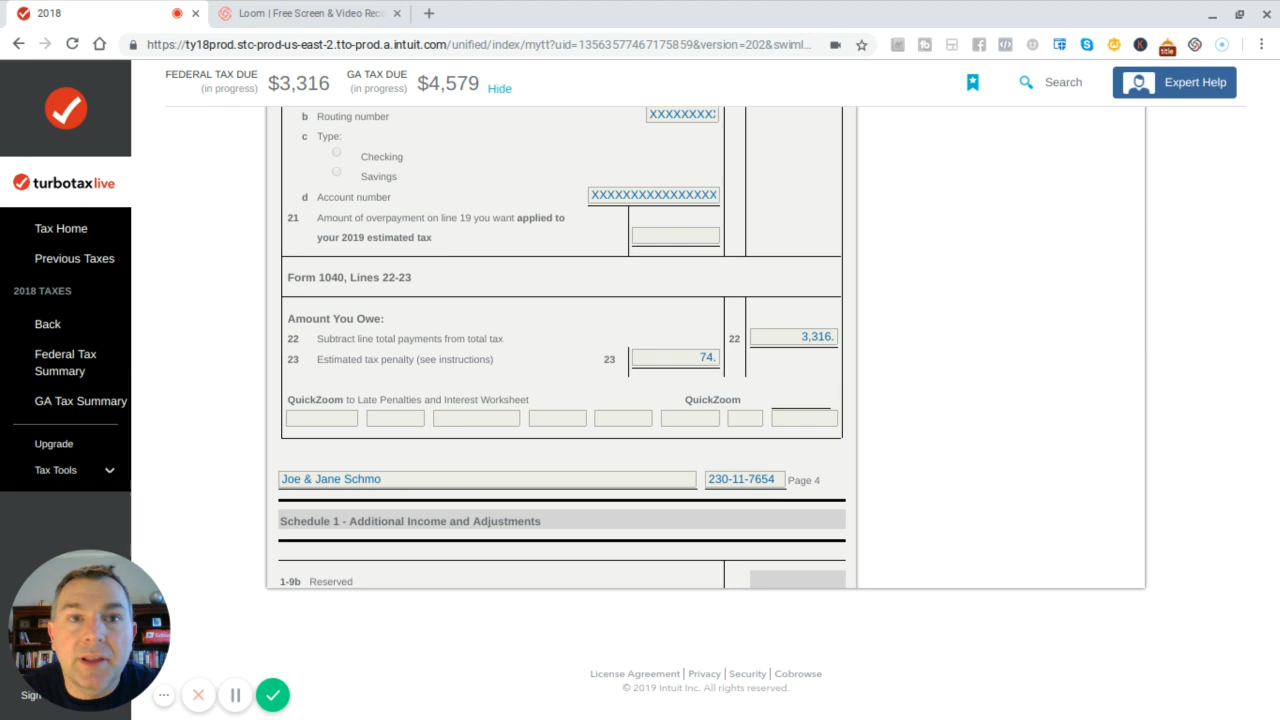 2018
Loom | Free Screen & Video Reco
https://ty18prod.stc-prod-us-east-2.tto-prod.a.intuit.com/unified/index/mytt?uid=13563577467175859&version=202&swiml...
FEDERAL TAX DUE
(in progress)
$3,316
GA TAX DUE
(in progress)
$4,579
Hide
Search
Expert Help
turbotaxlive
Tax Home
Previous Taxes
2018 TAXES
Back
Federal Tax
Summary
GA Tax Summary
Upgrade
Tax Tools
Sign
b Routing number XXXXXXXX
c Type:
Checking
Savings
d Account number XXXXXXXXXXXXXXXX
21 Amount of overpayment on line 19 you want applied to
your 2019 estimated tax
Form 1040, Lines 22-23
Amount You Owe:
22 Subtract line total payments from total tax 22 3,316.
23 Estimated tax penalty (see instructions) 23 74.
QuickZoom to Late Penalties and Interest Worksheet QuickZoom
Joe & Jane Schmo 230-11-7654 Page 4
Schedule 1 - Additional Income and Adjustments
1-9b Reserved
License Agreement | Privacy | Security | Cobrowse
© 2019 Intuit Inc. All rights reserved.